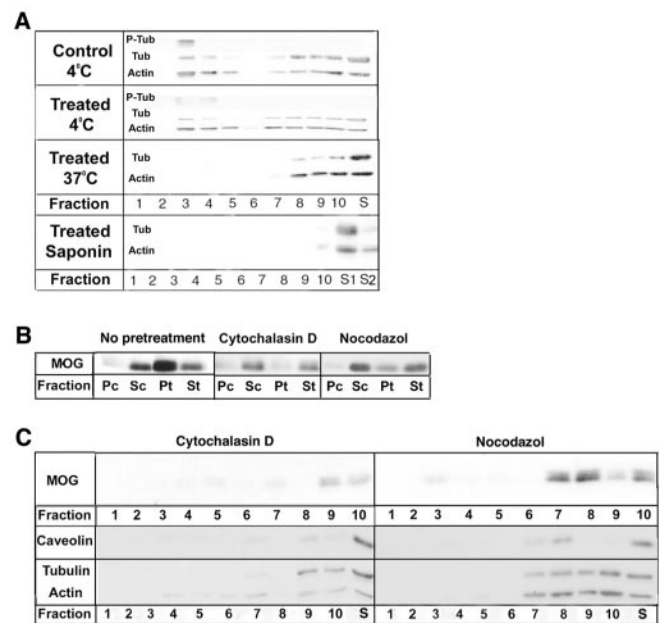 A
Control 4°C
P-Tub
Tub
Actin
Treated 4°C
P-Tub
Tub
Actin
Treated 37°C
Tub
Actin
Fraction 1 2 3 4 5 6 7 8 9 10 S
Treated Saponin
Tub
Actin
Fraction 1 2 3 4 5 6 7 8 9 10 S1 S2
B
No pretreatment Cytochalasin D Nocodazol
MOG
Fraction Pc Sc Pt St Pc Sc Pt St Pc Sc Pt St
C
Cytochalasin D Nocodazol
MOG
Fraction 1 2 3 4 5 6 7 8 9 10 1 2 3 4 5 6 7 8 9 10
Caveolin
Tubulin
Actin
Fraction 1 2 3 4 5 6 7 8 9 10 S 1 2 3 4 5 6 7 8 9 10 S